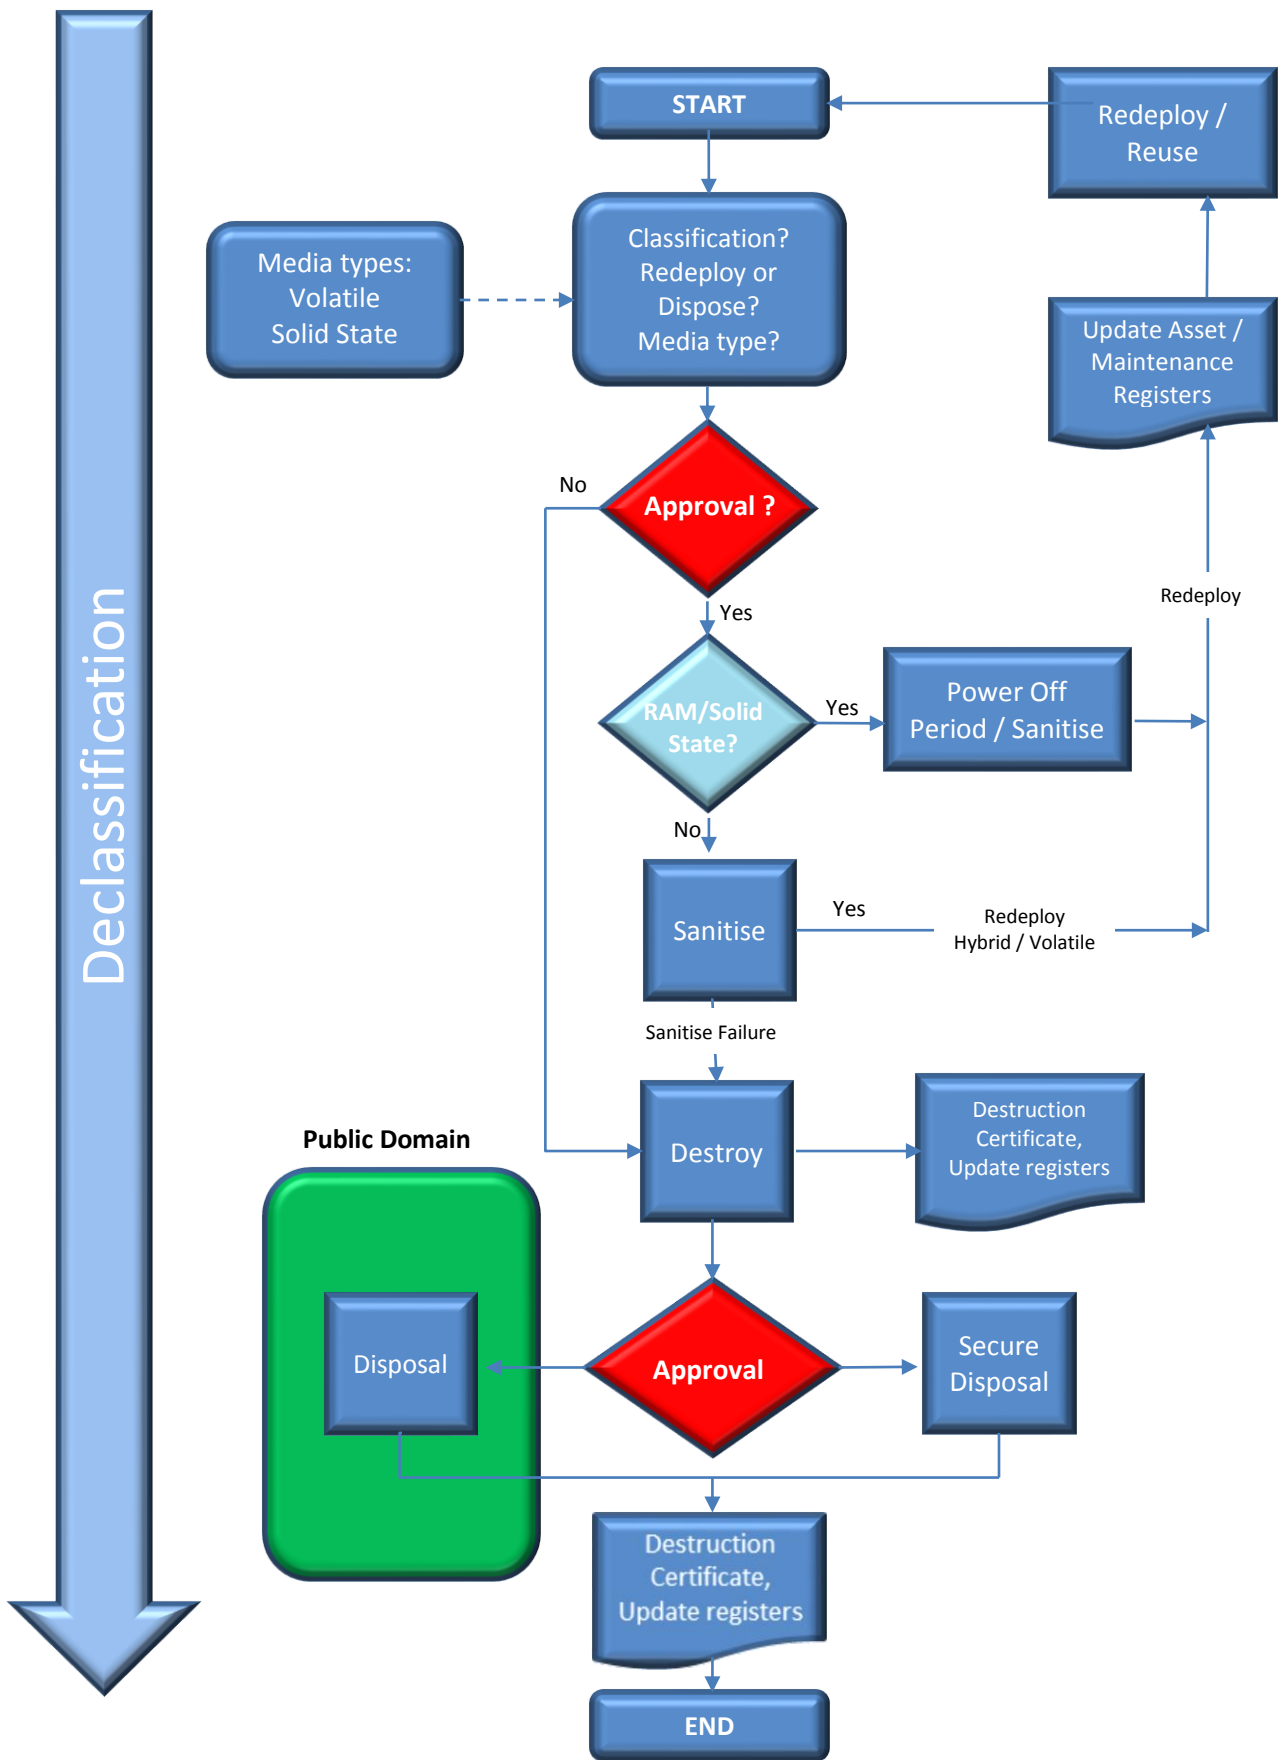 START
Redeploy /
Reuse
Classification?
Redeploy or
Dispose?
Media type?
Media types:
Volatile
Solid State
Update Asset /
Maintenance
Registers
No
Approval ?
Yes
Redeploy
RAM/Solid
State?
Yes
Power Off
Period / Sanitise
No
Sanitise
Yes
Redeploy
Hybrid / Volatile
Declassification
Sanitise Failure
Destroy
Destruction
Certificate,
Update registers
Public Domain
Disposal
Approval
Secure
Disposal
Destruction
Certificate,
Update registers
END